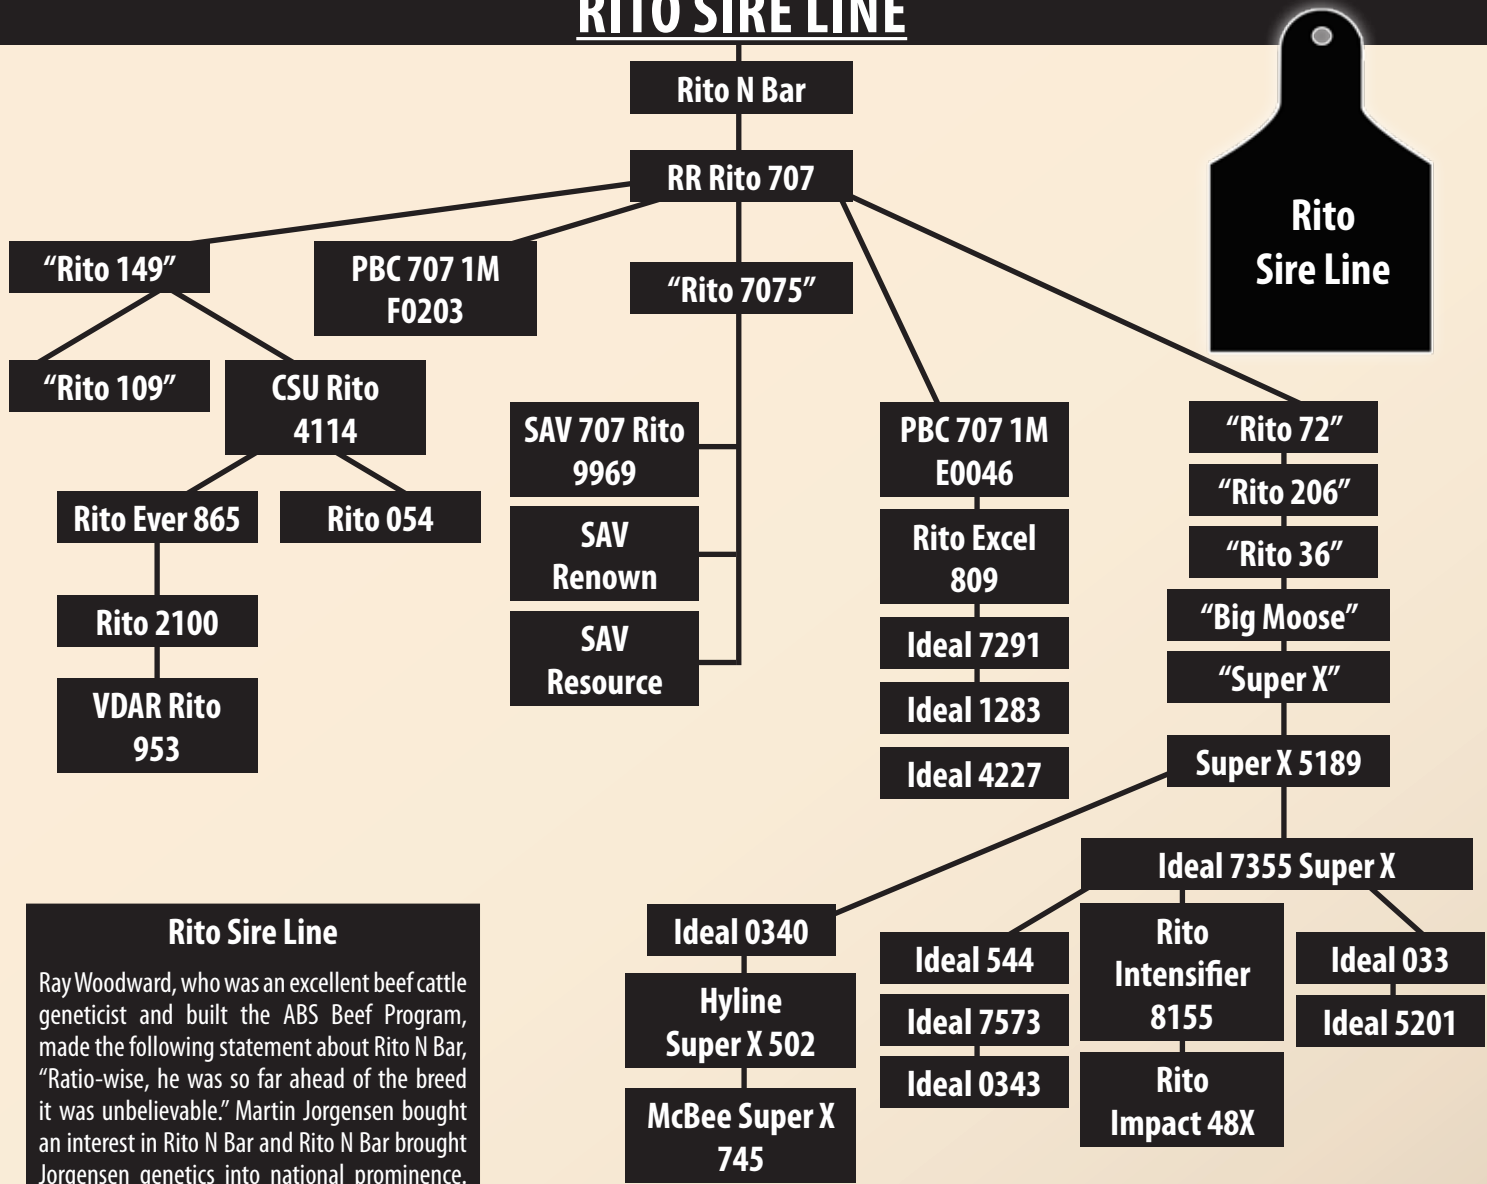 RITO SIRE LINE
Rito N Bar
RR Rito 707
Rito
Sire Line
“Rito 149”
PBC 707 1M
F0203
“Rito 7075”
“Rito 109”
CSU Rito
4114
SAV 707 Rito
9969
PBC 707 1M
E0046
“Rito 72”
“Rito 206”
Rito Ever 865
Rito 054
SAV
Renown
Rito Excel
809
“Rito 36”
“Big Moose”
Rito 2100
SAV
Resource
Ideal 7291
“Super X”
VDAR Rito
953
Ideal 1283
Ideal 4227
Super X 5189
Ideal 7355 Super X
Ideal 0340
Hyline
Super X 502
McBee Super X
745
Ideal 544
Ideal 7573
Ideal 0343
Rito
Intensifier
8155
Rito
Impact 48X
Ideal 033
Ideal 5201
Rito Sire Line
Ray Woodward, who was an excellent beef cattle
geneticist and built the ABS Beef Program,
made the following statement about Rito N Bar,
“Ratio-wise, he was so far ahead of the breed
it was unbelievable.” Martin Jorgensen bought
an interest in Rito N Bar and Rito N Bar brought
Jorgensen genetics into national prominence.